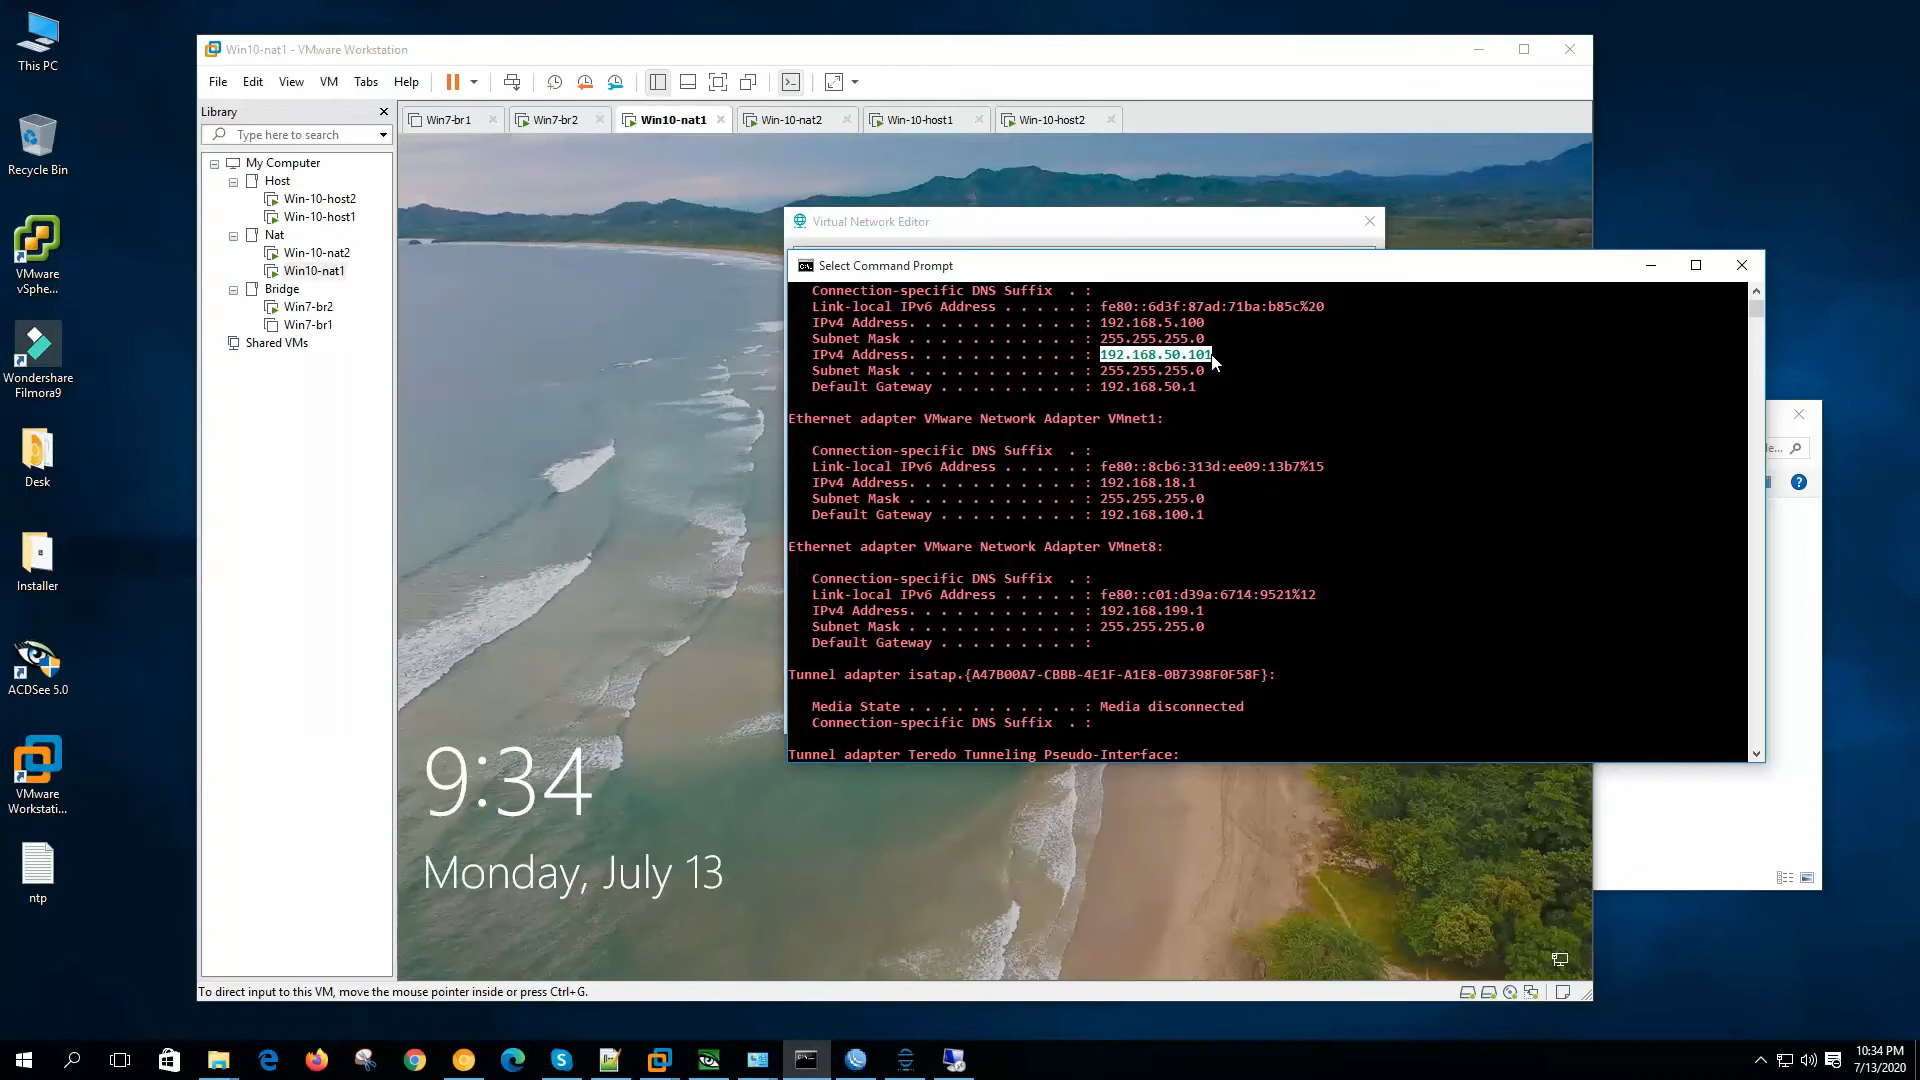 This PC
Recycle Bin
VMware
vSphe...
Wondershare
Filmora9
Desk
Installer
ACDSee 5.0
VMware
Workstati...
ntp
Win10-nat1 - VMware Workstation
File Edit View VM Tabs Help
Library
Type here to search
My Computer
Host
Win-10-host2
Win-10-host1
Nat
Win-10-nat2
Win10-nat1
Bridge
Win7-br2
Win7-br1
Shared VMs
Win7-br1 Win7-br2 Win10-nat1 Win-10-nat2 Win-10-host1 Win-10-host2
Virtual Network Editor
Select Command Prompt
Connection-specific DNS Suffix . :
Link-local IPv6 Address . . . . . : fe80::6d3f:87ad:71ba:b85c%20
IPv4 Address. . . . . . . . . . . : 192.168.5.100
Subnet Mask . . . . . . . . . . . : 255.255.255.0
IPv4 Address. . . . . . . . . . . : 192.168.50.101
Subnet Mask . . . . . . . . . . . : 255.255.255.0
Default Gateway . . . . . . . . . : 192.168.50.1
Ethernet adapter VMware Network Adapter VMnet1:
Connection-specific DNS Suffix . :
Link-local IPv6 Address . . . . . : fe80::8cb6:313d:ee09:13b7%15
IPv4 Address. . . . . . . . . . . : 192.168.18.1
Subnet Mask . . . . . . . . . . . : 255.255.255.0
Default Gateway . . . . . . . . . : 192.168.100.1
Ethernet adapter VMware Network Adapter VMnet8:
Connection-specific DNS Suffix . :
Link-local IPv6 Address . . . . . : fe80::c01:d39a:6714:9521%12
IPv4 Address. . . . . . . . . . . : 192.168.199.1
Subnet Mask . . . . . . . . . . . : 255.255.255.0
Default Gateway . . . . . . . . . :
Tunnel adapter isatap.{A47B00A7-CBBB-4E1F-A1E8-0B7398F0F58F}:
Media State . . . . . . . . . . . : Media disconnected
Connection-specific DNS Suffix . :
Tunnel adapter Teredo Tunneling Pseudo-Interface:
9:34
Monday, July 13
To direct input to this VM, move the mouse pointer inside or press Ctrl+G.
10:34 PM
7/13/2020